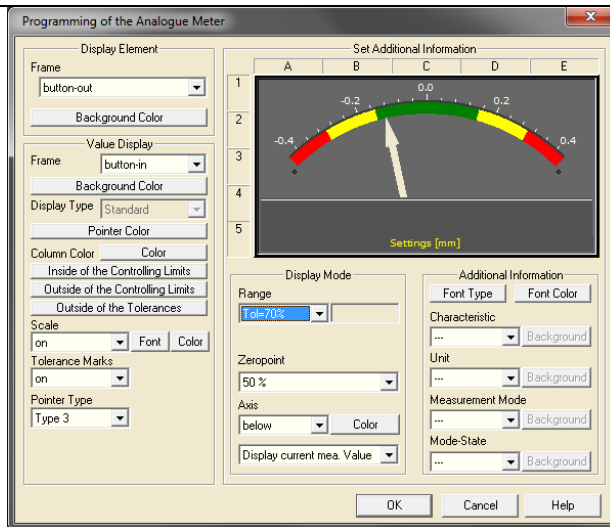 Programming of the Analogue Meter
Display Element
Frame
button-out
Background Color
Value Display
Frame button-in
Background Color
Display Type Standard
Pointer Color
Column Color Color
Inside of the Controlling Limits
Outside of the Controlling Limits
Outside of the Tolerances
Scale
on Font Color
Tolerance Marks
on
Pointer Type
Type 3
Set Additional Information
A B C D E
1
2
3
4
5
-0.4 -0.2 0.0 0.2 0.4
Settings [mm]
Display Mode
Range
Tol=70%
Zeropoint
50 %
Axis
below Color
Display current mea. Value
Additional Information
Font Type Font Color
Characteristic
--- Background
Unit
--- Background
Measurement Mode
--- Background
Mode-State
--- Background
OK Cancel Help